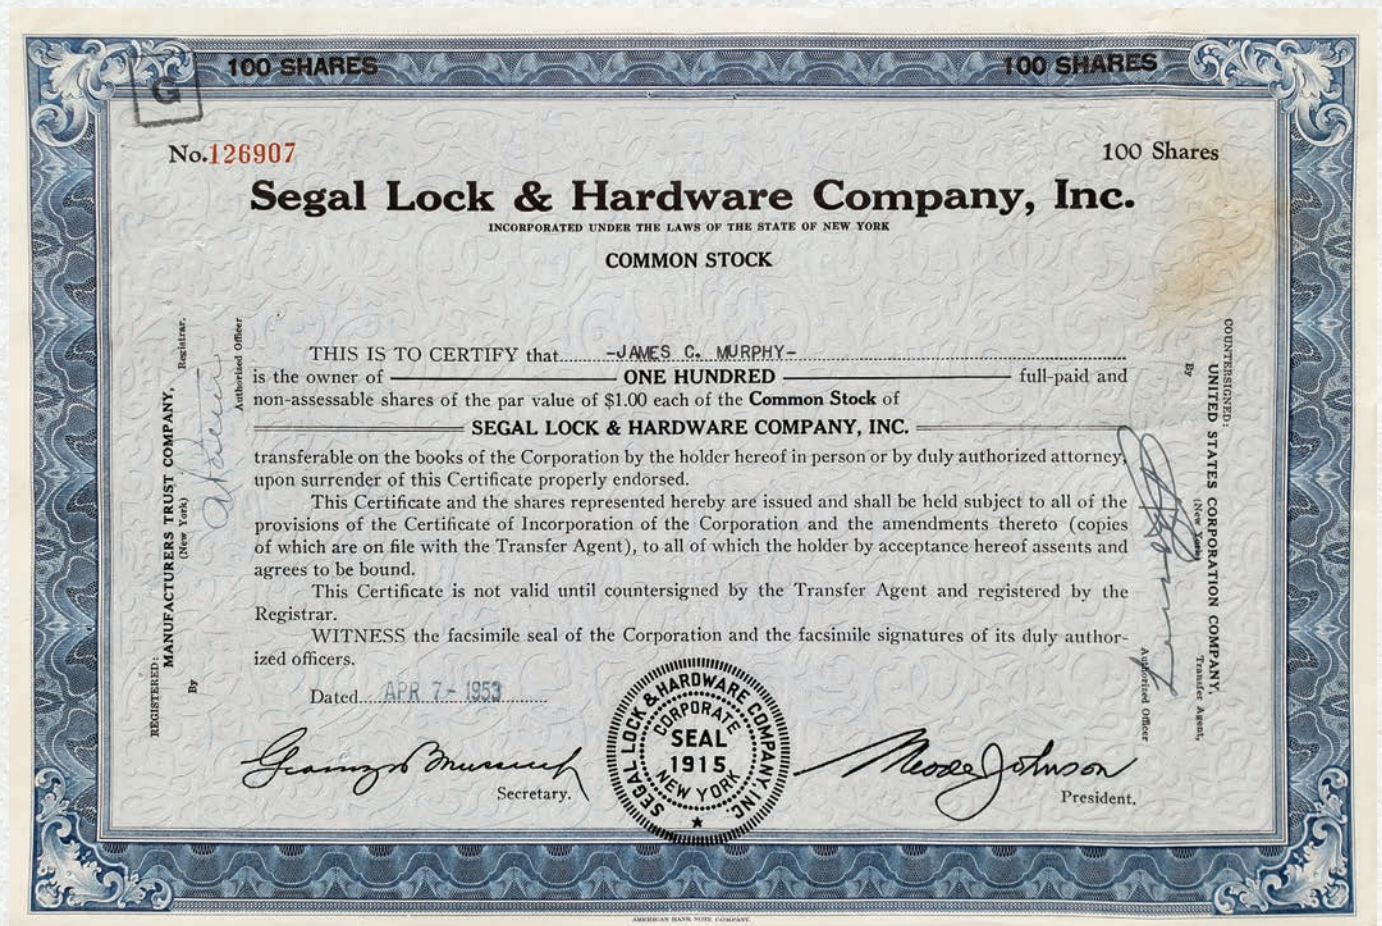 100 SHARES
100 SHARES
G
No.126907
100 Shares
Segal Lock & Hardware Company, Inc.
INCORPORATED UNDER THE LAWS OF THE STATE OF NEW YORK
COMMON STOCK
THIS IS TO CERTIFY that -JAMES C. MURPHY-
is the owner of ONE HUNDRED full-paid and
non-assessable shares of the par value of $1.00 each of the Common Stock of
SEGAL LOCK & HARDWARE COMPANY, INC.
transferable on the books of the Corporation by the holder hereof in person or by duly authorized attorney,
upon surrender of this Certificate properly endorsed.
This Certificate and the shares represented hereby are issued and shall be held subject to all of the
provisions of the Certificate of Incorporation of the Corporation and the amendments thereto (copies
of which are on file with the Transfer Agent), to all of which the holder by acceptance hereof assents and
agrees to be bound.
This Certificate is not valid until countersigned by the Transfer Agent and registered by the
Registrar.
WITNESS the facsimile seal of the Corporation and the facsimile signatures of its duly author-
ized officers.
Dated APR 7- 1953
Secretary.
SEGAL LOCK & HARDWARE COMPANY, INC.
CORPORATE
SEAL
1915
NEW YORK
Johnson
President.
REGISTERED:
MANUFACTURERS TRUST COMPANY,
(New York) Registrar.
By
Authorized Officer
COUNTERSIGNED:
UNITED STATES CORPORATION COMPANY,
(New York) Transfer Agent,
By
Authorized Officer
AMERICAN BANK NOTE COMPANY.